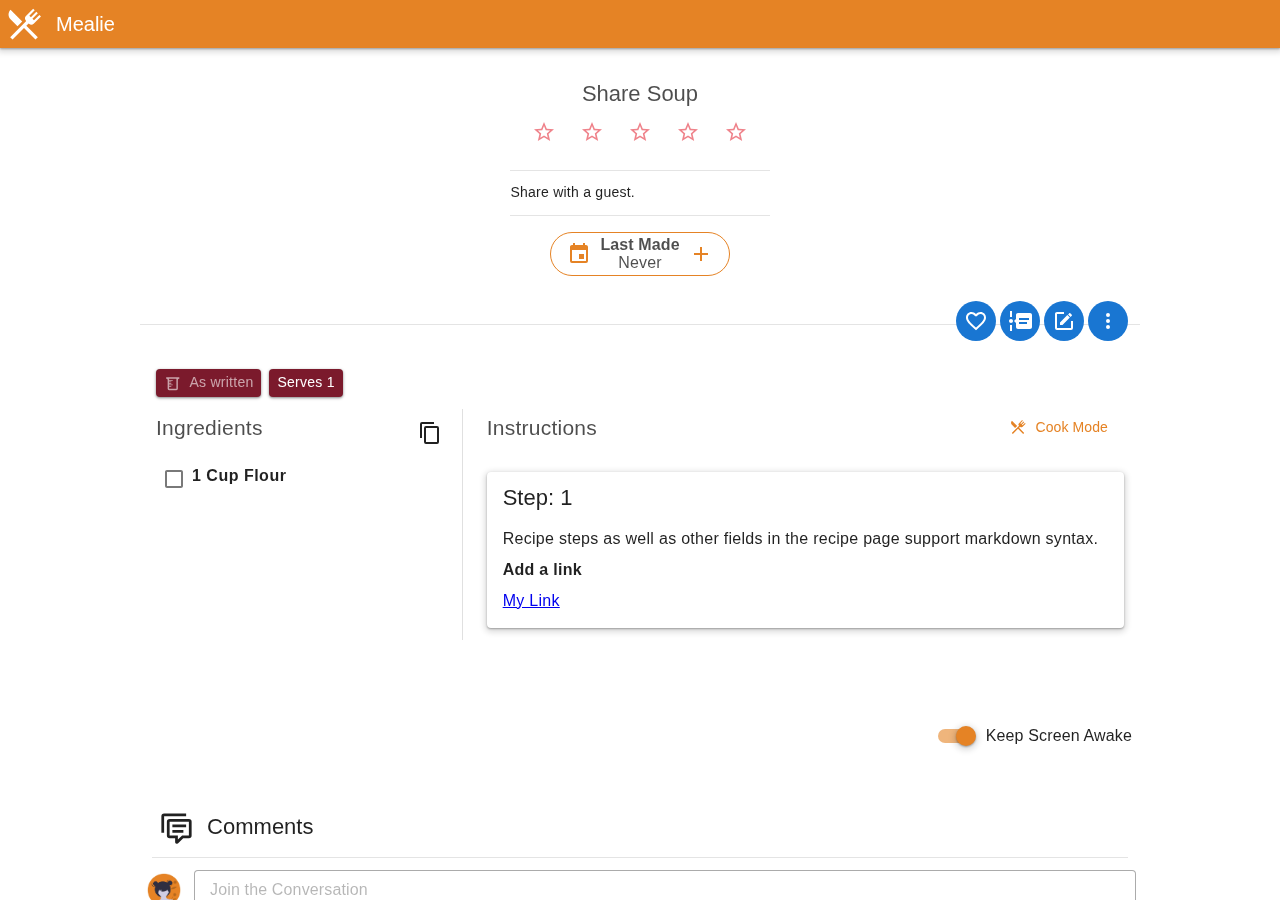 Mealie
Share Soup
Share with a guest.
Last Made
Never
As written
Serves 1
Ingredients
1 Cup Flour
Instructions
Cook Mode
Step: 1
Recipe steps as well as other fields in the recipe page support markdown syntax.
Add a link
My Link
Keep Screen Awake
Comments
Join the Conversation